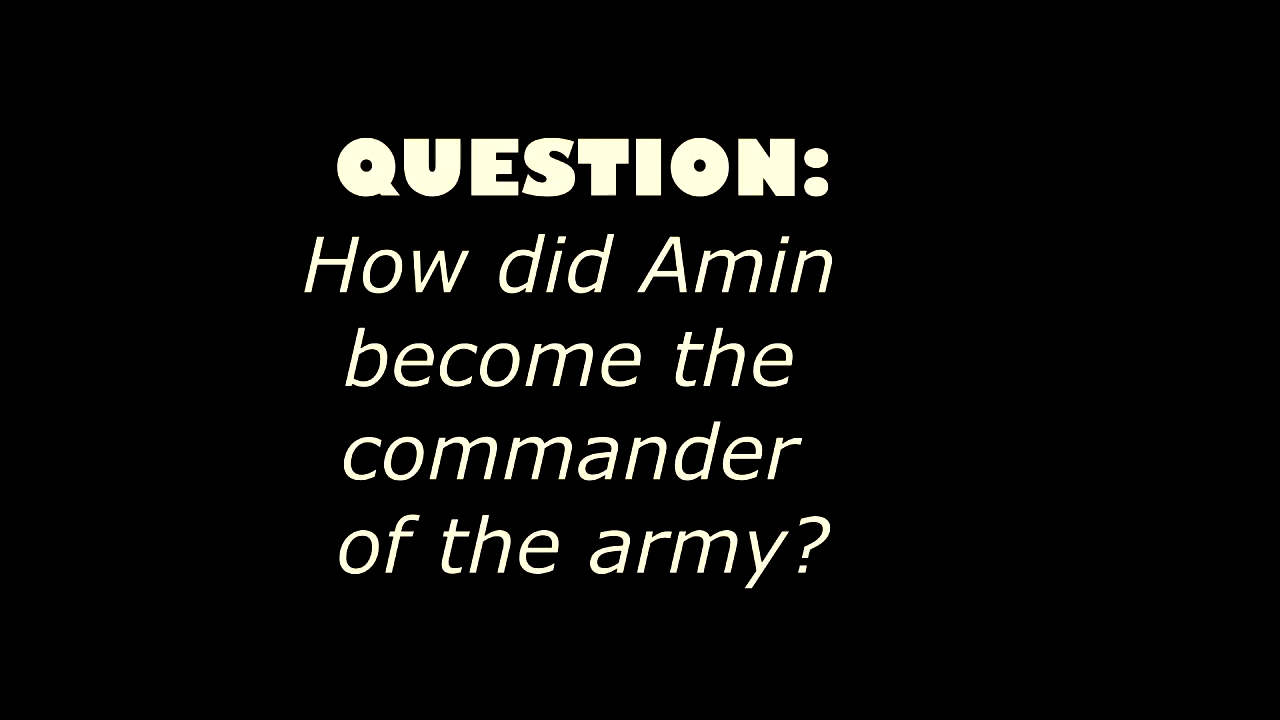 QUESTION:
How did Amin
become the
commander
of the army?